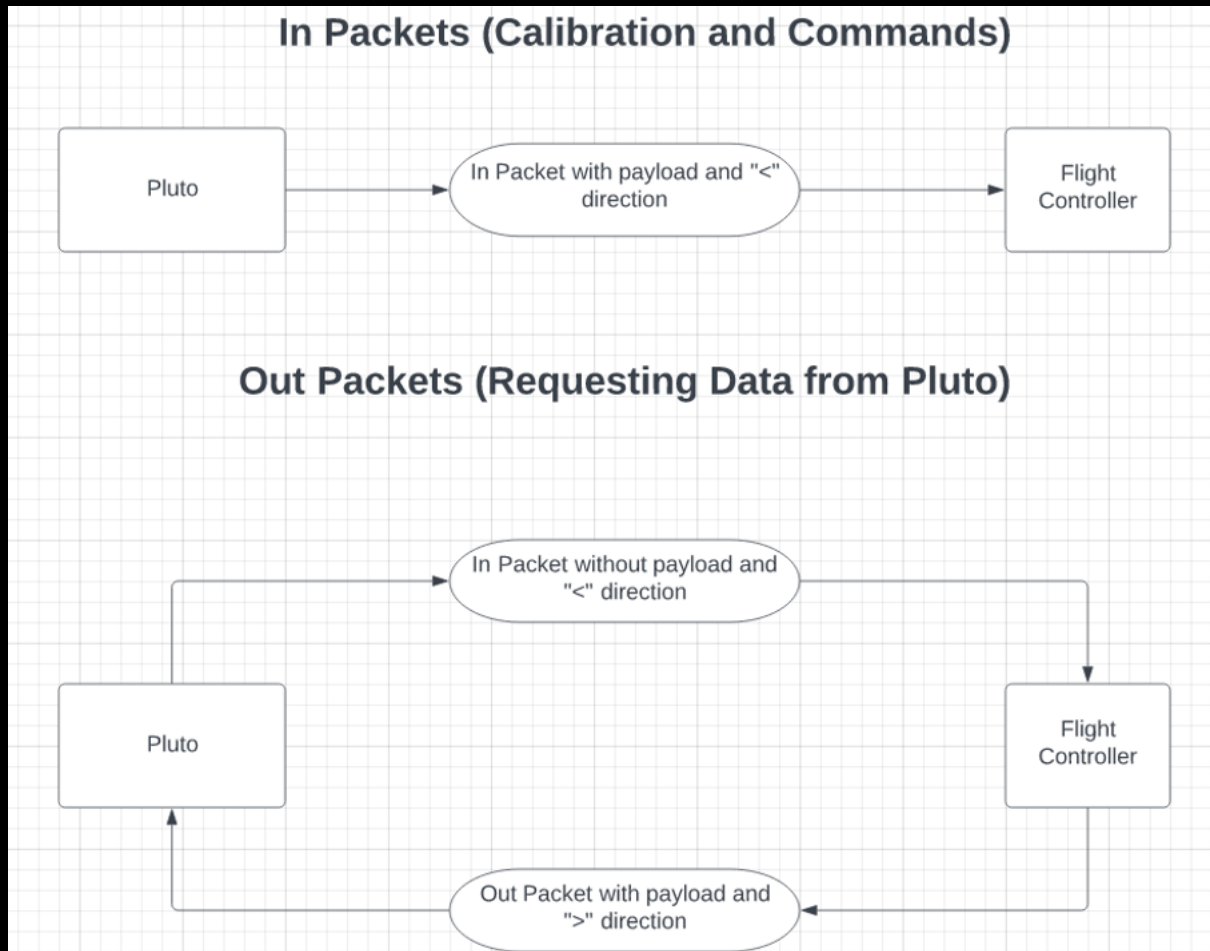 In Packets (Calibration and Commands)
Pluto
In Packet with payload and "<"
direction
Flight
Controller
Out Packets (Requesting Data from Pluto)
In Packet without payload and
"<" direction
Pluto
Flight
Controller
Out Packet with payload and
">" direction